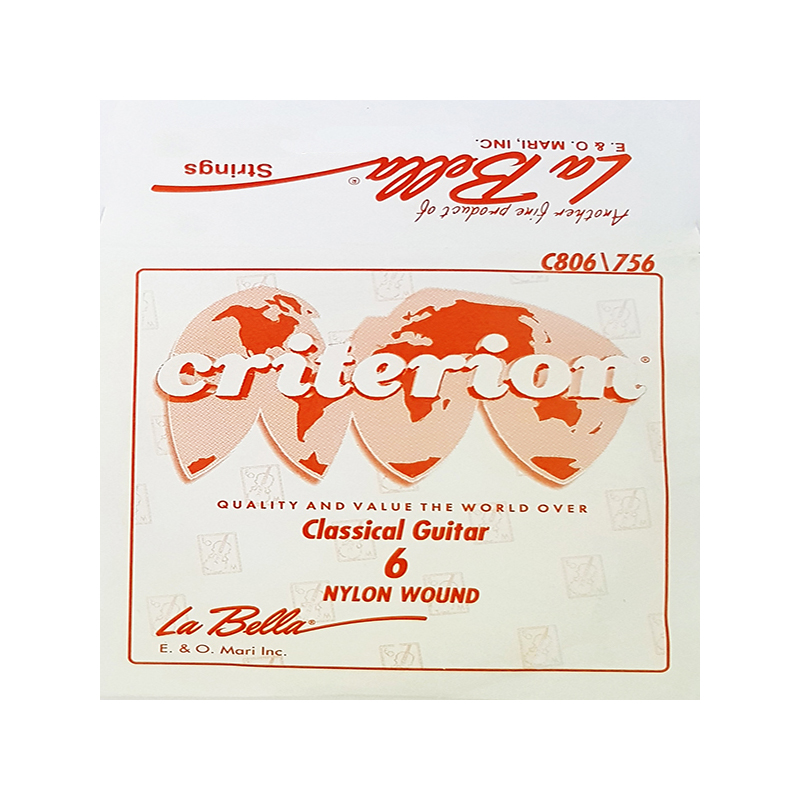 Another fine product of
La Bella® Strings
E. & O. MARI, INC.
C806\756
criterion®
QUALITY AND VALUE THE WORLD OVER
Classical Guitar
6
NYLON WOUND
La Bella®
E. & O. Mari Inc.